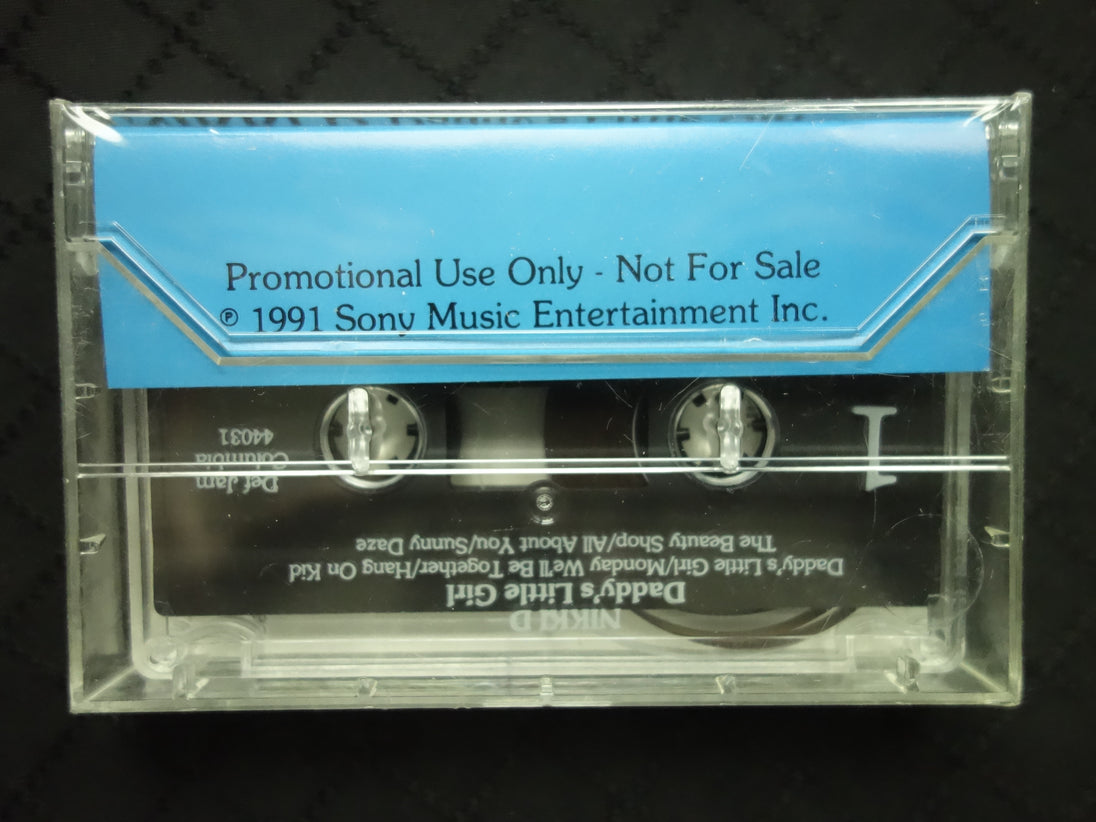 Promotional Use Only - Not For Sale
℗ 1991 Sony Music Entertainment Inc.
NIKKI D
Daddy's Little Girl
Daddy's Little Girl/Monday We'll Be Together/Hang On Kid
The Beauty Shop/All About You/Sunny Daze
I
Def Jam
Columbia
44031